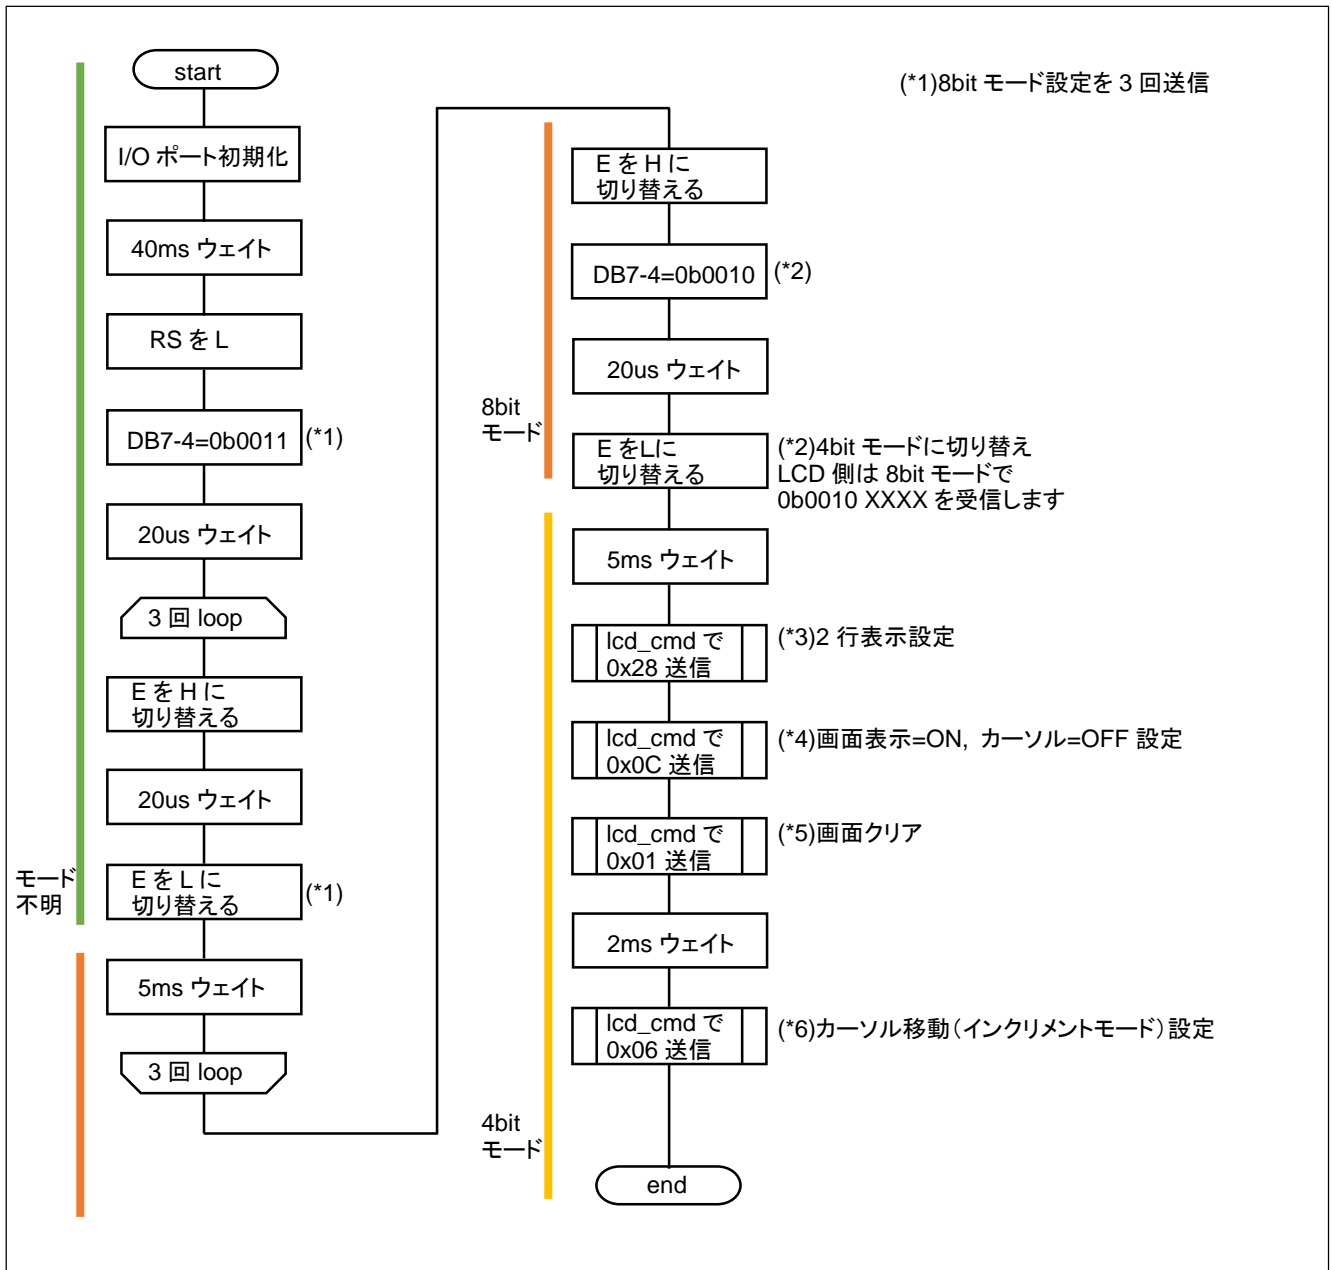 start
I/O ポート初期化
40ms ウェイト
RS を L
DB7-4=0b0011
(*1)
20us ウェイト
3 回 loop
E を H に
切り替える
20us ウェイト
E を L に
切り替える
(*1)
モード
不明
5ms ウェイト
3 回 loop
(*1)8bit モード設定を 3 回送信
E を H に
切り替える
DB7-4=0b0010
(*2)
20us ウェイト
8bit
モード
E をLに
切り替える
(*2)4bit モードに切り替え
LCD 側は 8bit モードで
0b0010 XXXX を受信します
5ms ウェイト
lcd_cmd で
0x28 送信
(*3)2 行表示設定
lcd_cmd で
0x0C 送信
(*4)画面表示=ON, カーソル=OFF 設定
lcd_cmd で
0x01 送信
(*5)画面クリア
2ms ウェイト
lcd_cmd で
0x06 送信
(*6)カーソル移動(インクリメントモード)設定
4bit
モード
end